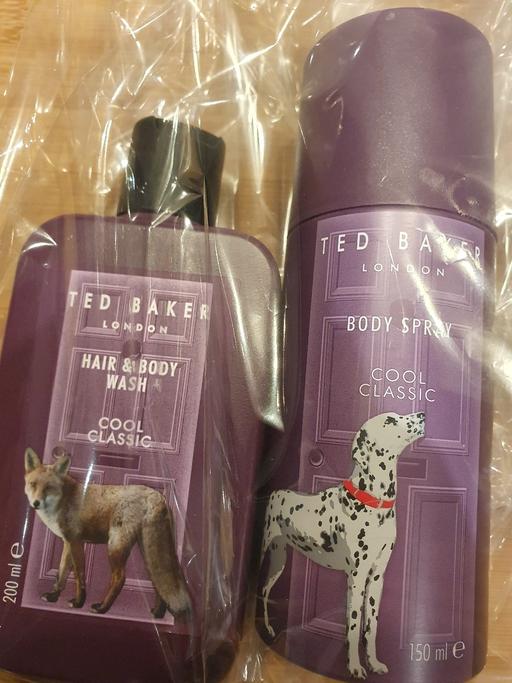 TED BAKER
LONDON
HAIR & BODY
WASH
COOL
CLASSIC
200 ml e
TED BAKER
LONDON
BODY SPRAY
COOL
CLASSIC
150 ml e